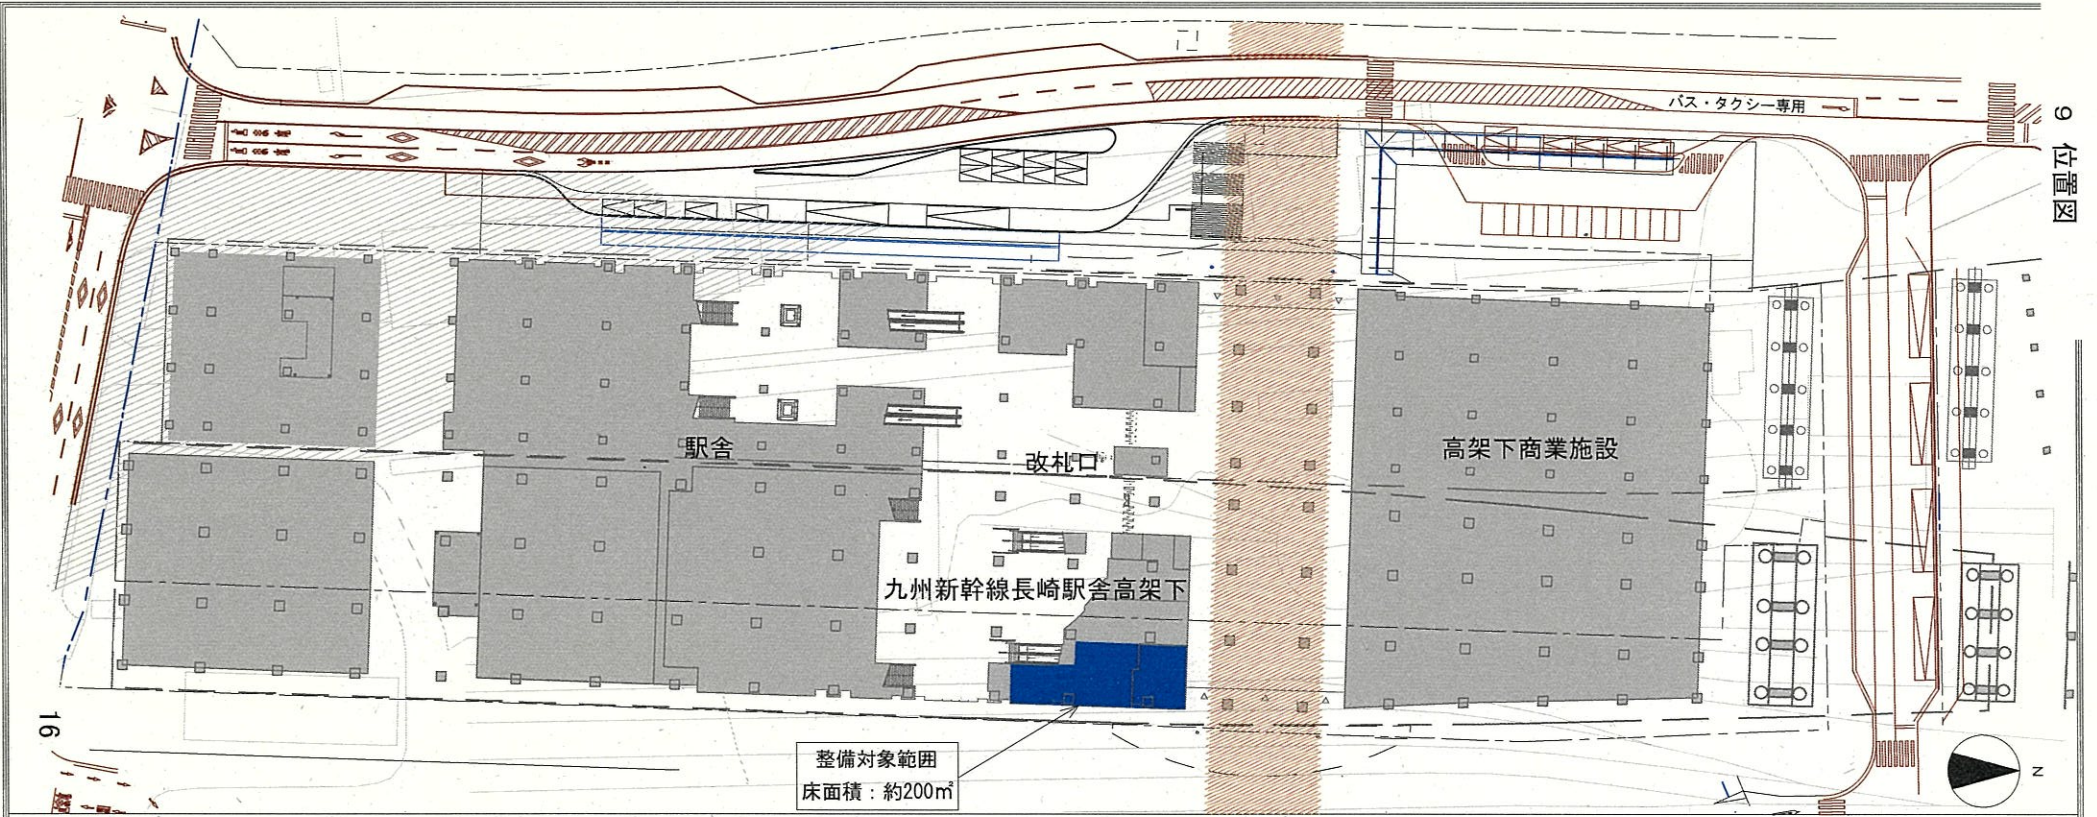 9 位置図
バス・タクシー専用
駅舎
改札口
高架下商業施設
九州新幹線長崎駅舎高架下
整備対象範囲
床面積：約200㎡
16
N